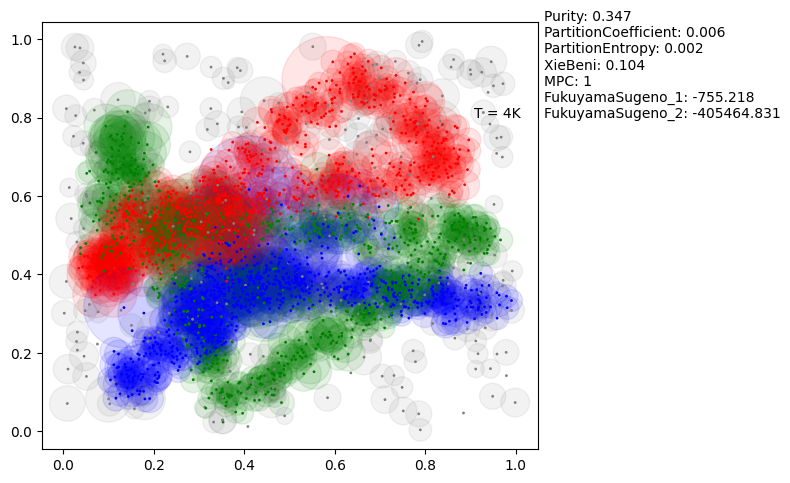 Purity: 0.347
PartitionCoefficient: 0.006
PartitionEntropy: 0.002
XieBeni: 0.104
MPC: 1
FukuyamaSugeno_1: -755.218
FukuyamaSugeno_2: -405464.831
T = 4K
1.0
0.8
0.6
0.4
0.2
0.0
0.0 0.2 0.4 0.6 0.8 1.0